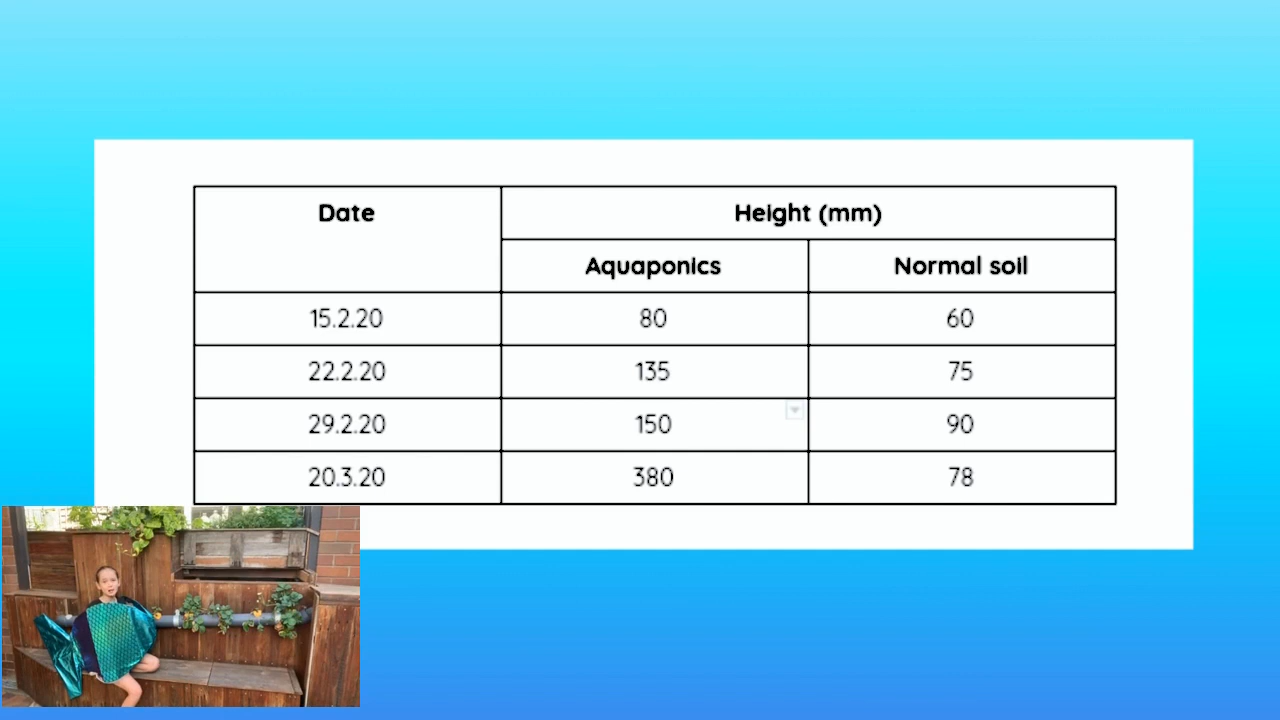 Date Height (mm)
Aquaponics Normal soil
15.2.20 80 60
22.2.20 135 75
29.2.20 150 90
20.3.20 380 78